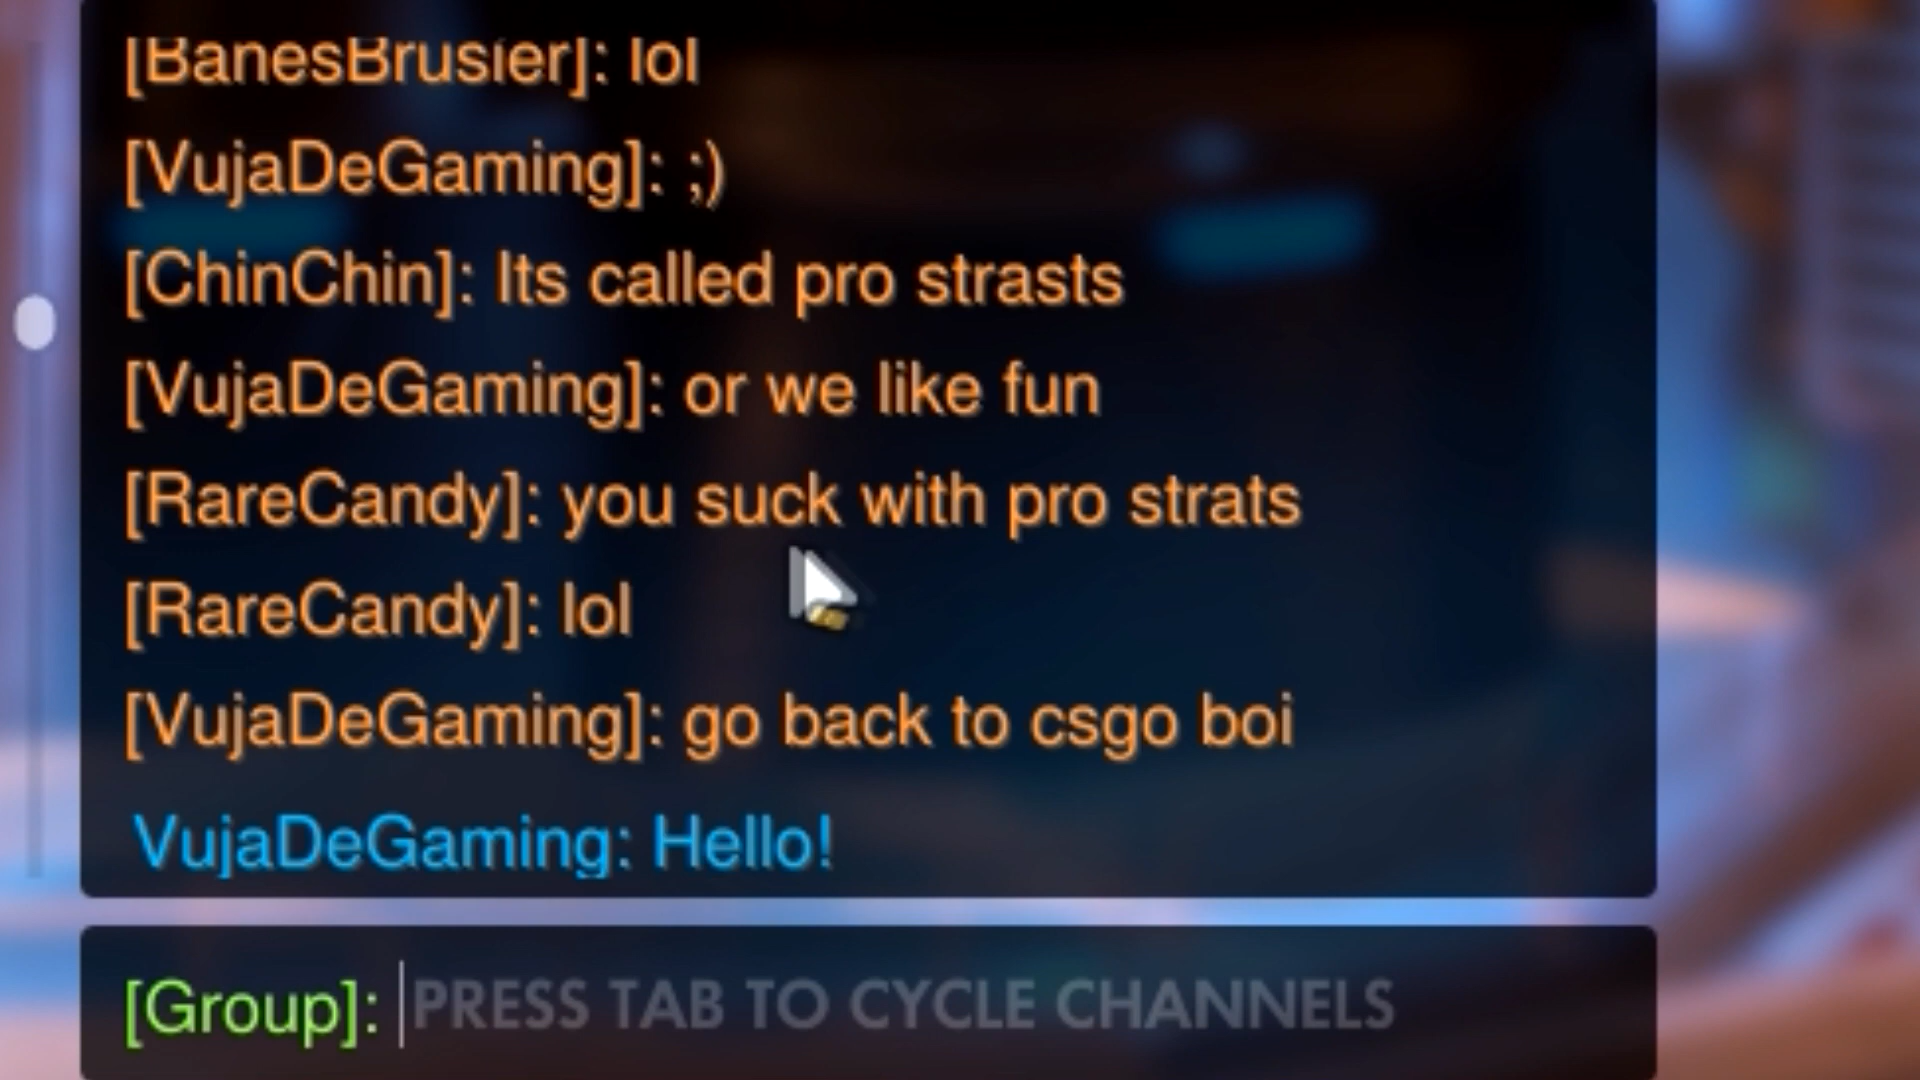 [BanesBrusier]: lol
[VujaDeGaming]: ;)
[ChinChin]: Its called pro strasts
[VujaDeGaming]: or we like fun
[RareCandy]: you suck with pro strats
[RareCandy]: lol
[VujaDeGaming]: go back to csgo boi
VujaDeGaming: Hello!
[Group]: PRESS TAB TO CYCLE CHANNELS